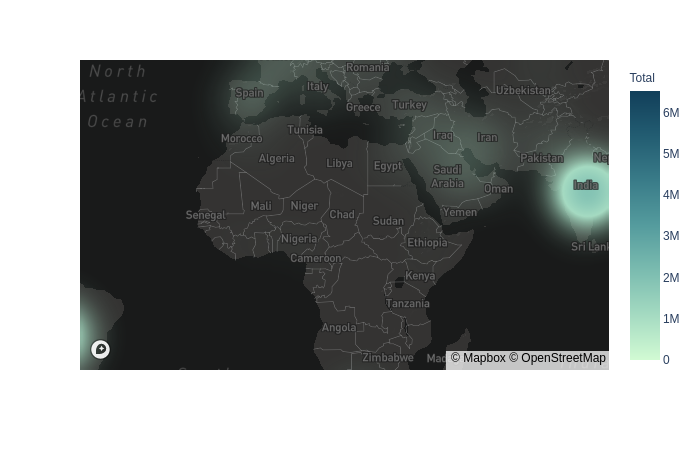 Total
North
Atlantic
Ocean
Romania
Spain
Italy
Greece
Turkey
Uzbekistan
Morocco
Tunisia
Algeria
Libya
Egypt
Iraq
Iran
Saudi
Arabia
Pakistan
Nep
India
Oman
Yemen
Senegal
Mali
Niger
Chad
Sudan
Nigeria
Ethiopia
Cameroon
Sri Lank
Kenya
Tanzania
Angola
Zimbabwe
Mad
© Mapbox © OpenStreetMap
6M
5M
4M
3M
2M
1M
0